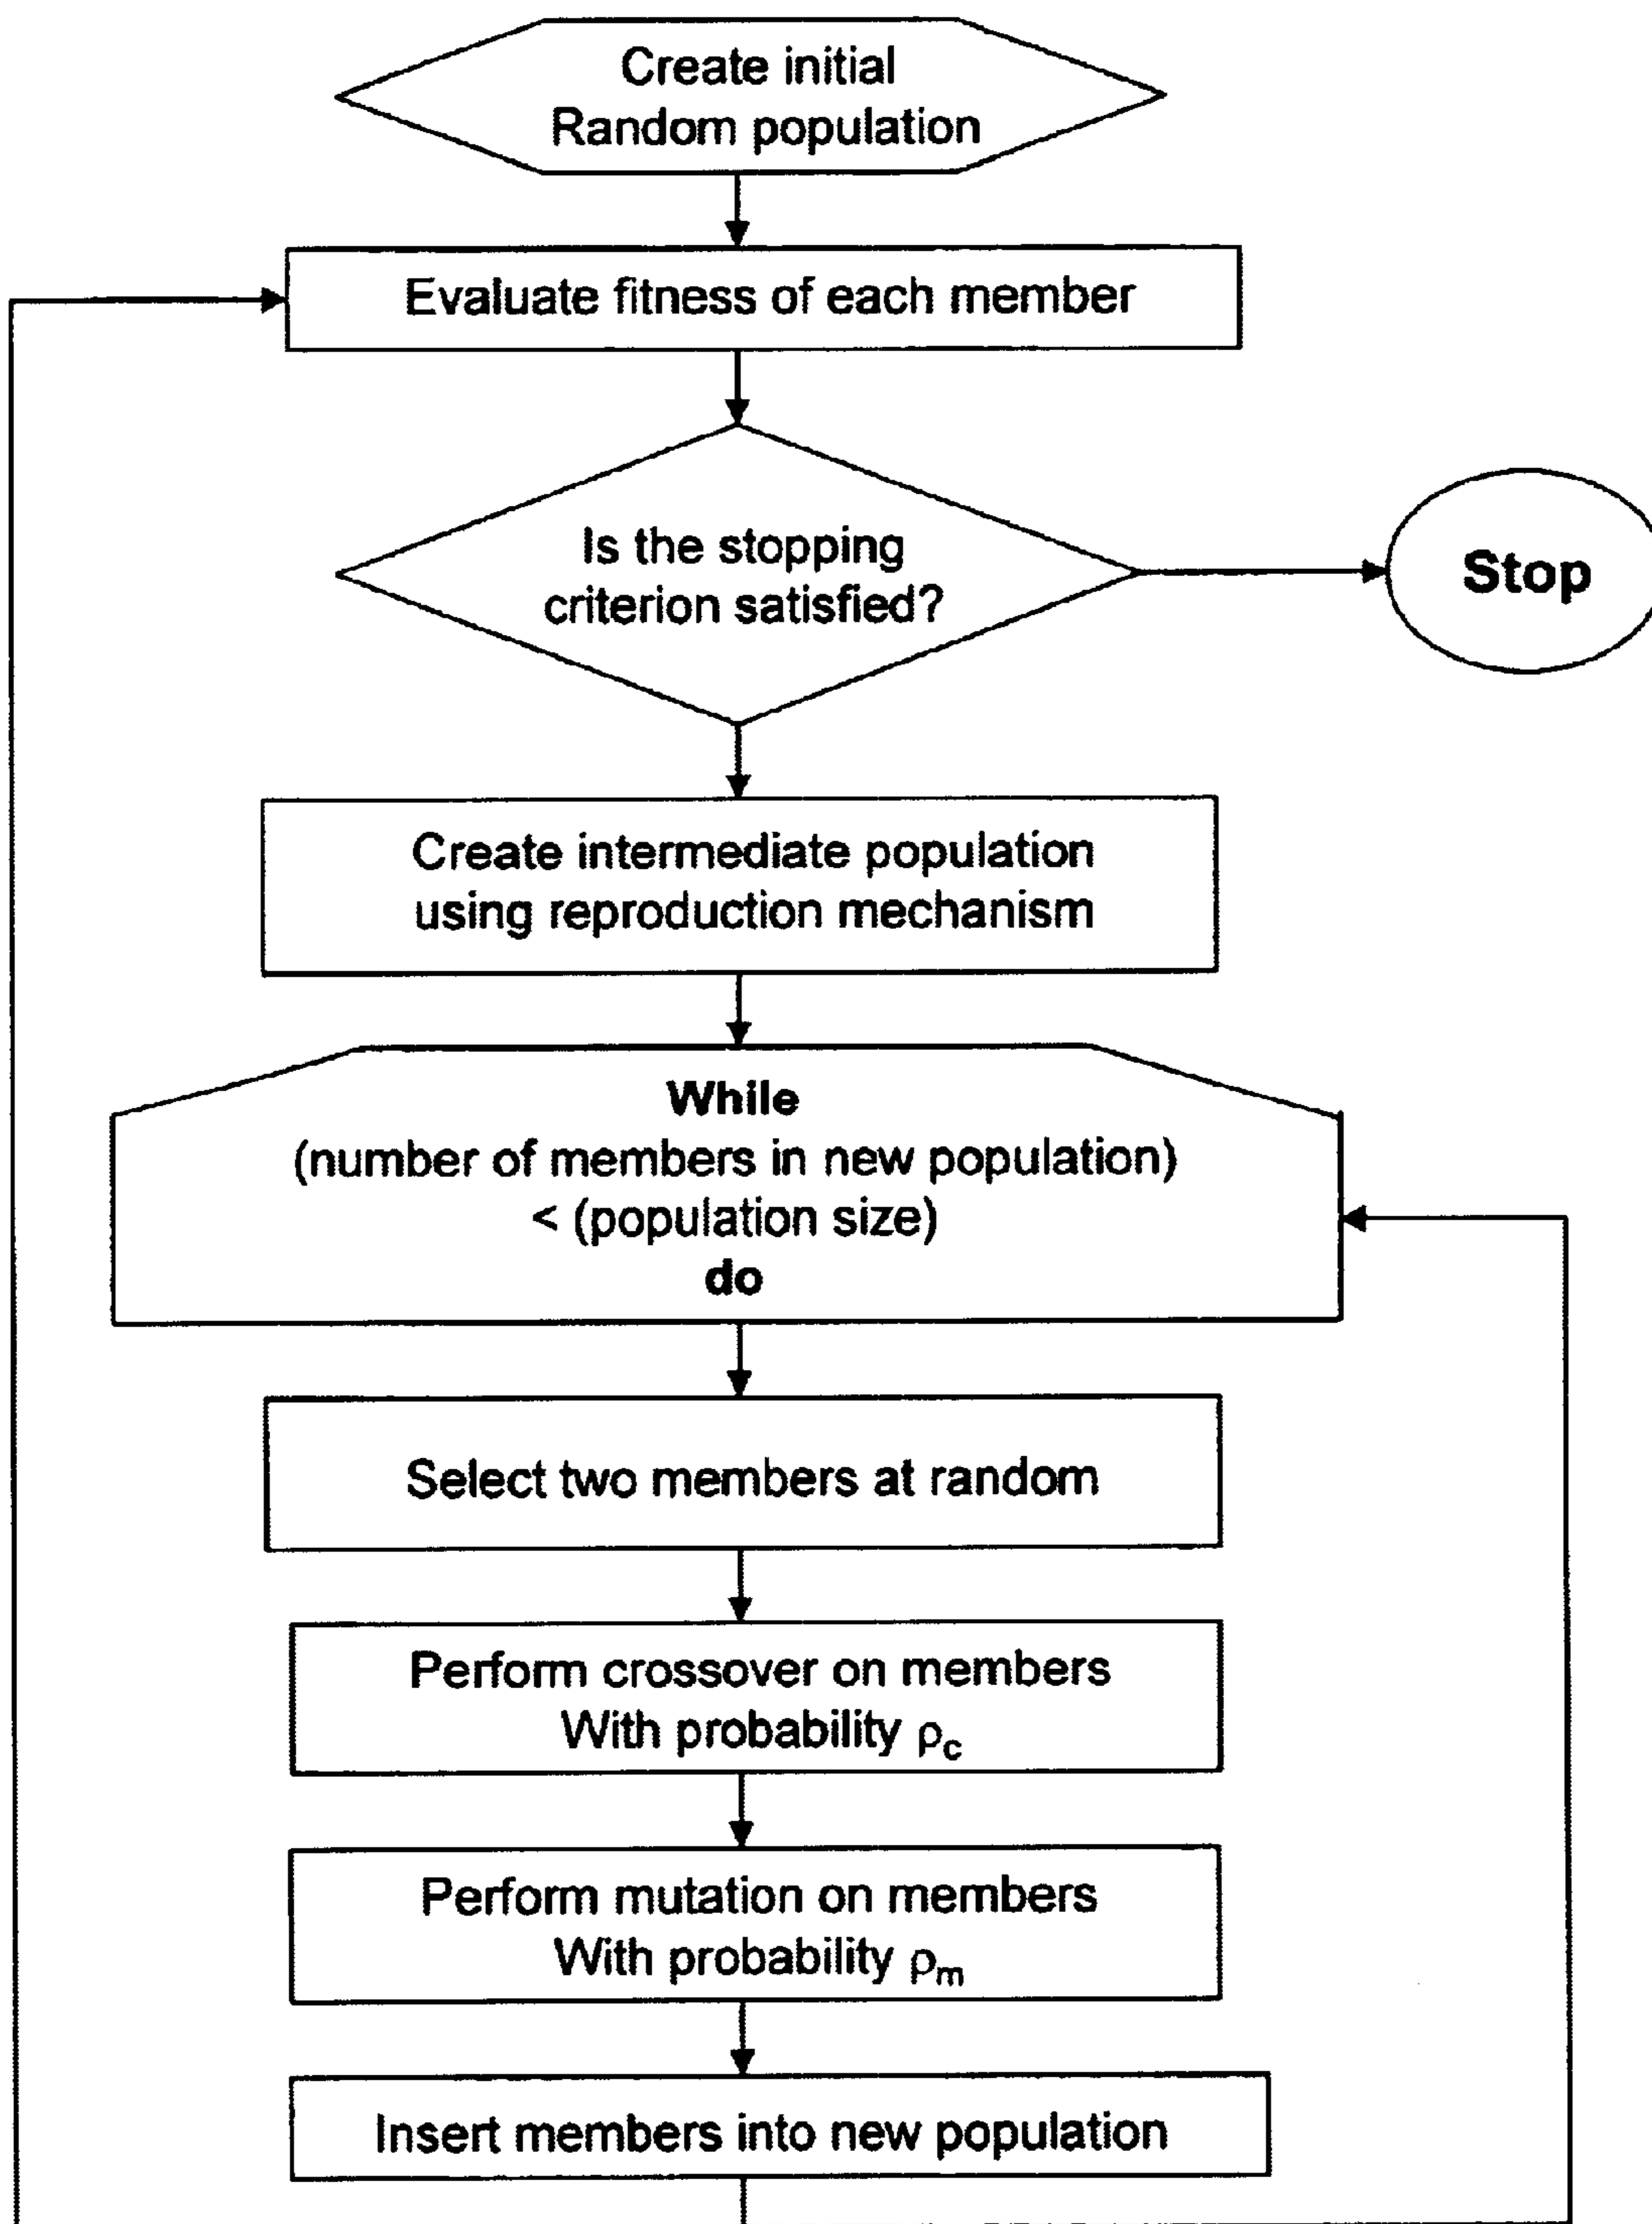 Create initial
Random population
Evaluate fitness of each member
Is the stopping
criterion satisfied?
Stop
Create intermediate population
using reproduction mechanism
While
(number of members in new population)
< (population size)
do
Select two members at random
Perform crossover on members
With probability ρc
Perform mutation on members
With probability ρm
Insert members into new population